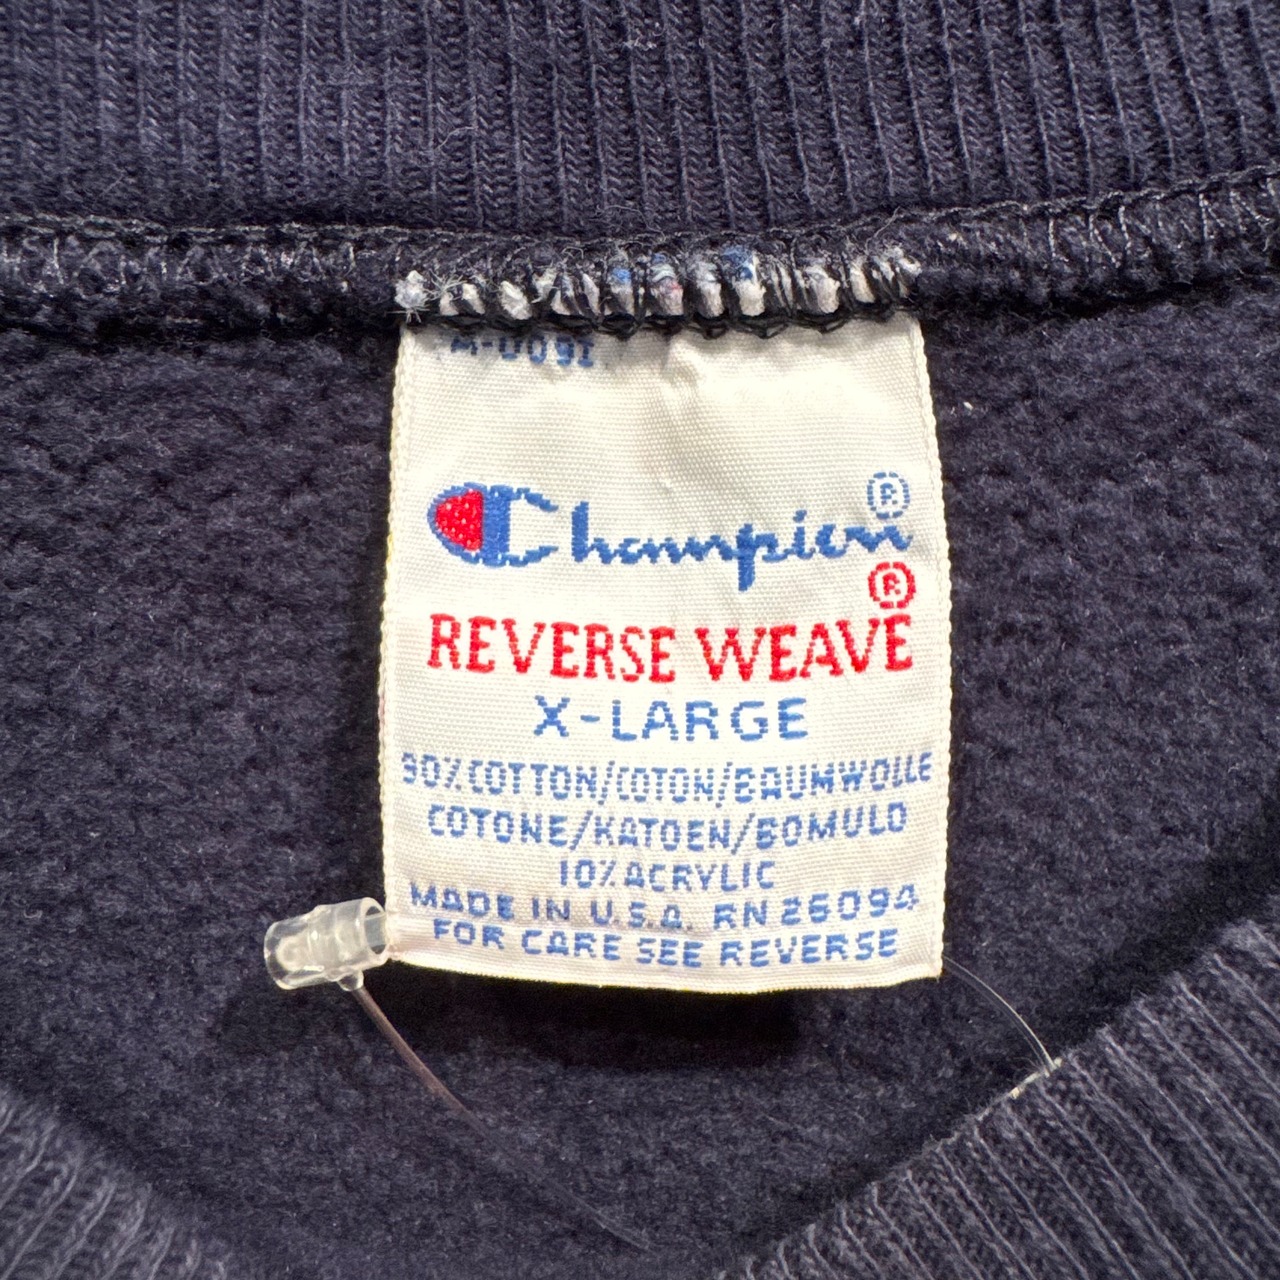 Champion®
REVERSE WEAVE®
X-LARGE
90% COTTON/COTON/BAUMWOLLE
COTONE/KATOEN/BOMULD
10% ACRYLIC
MADE IN U.S.A. RN 26094
FOR CARE SEE REVERSE